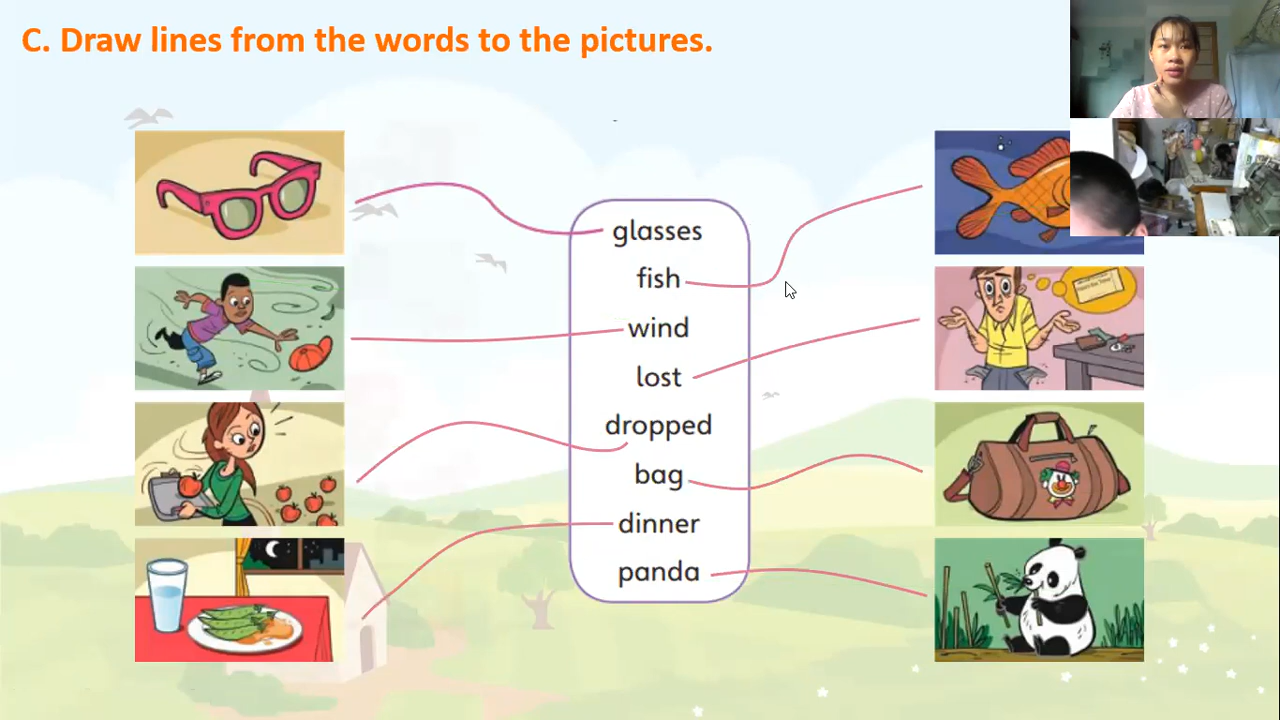 C. Draw lines from the words to the pictures.
glasses
fish
wind
lost
dropped
bag
dinner
panda